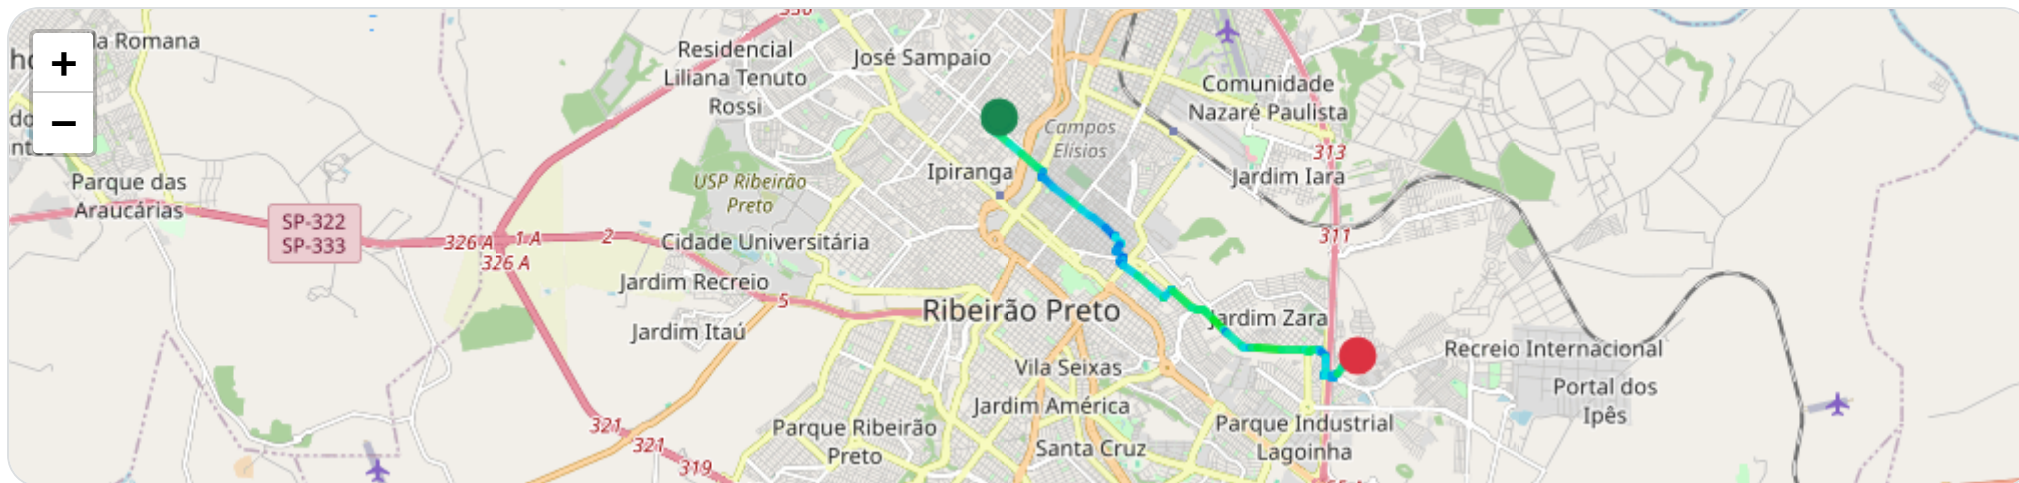 330
la Romana
Residencial
Liliana Tenuto
Rossi
José Sampaio
Comunidade
Nazaré Paulista
+
−
Campos
Elísios
313
Ipiranga
Jardim Iara
Parque das
Araucárias
USP Ribeirão
Preto
SP-322
SP-333
326 A
1 A
2
326 A
Cidade Universitária
311
Jardim Recreio
5
Ribeirão Preto
Jardim Itaú
Jardim Zara
Recreio Internacional
Vila Seixas
Portal dos
Ipês
Jardim América
321
321
319
Parque Ribeirão
Preto
Santa Cruz
Parque Industrial
Lagoinha